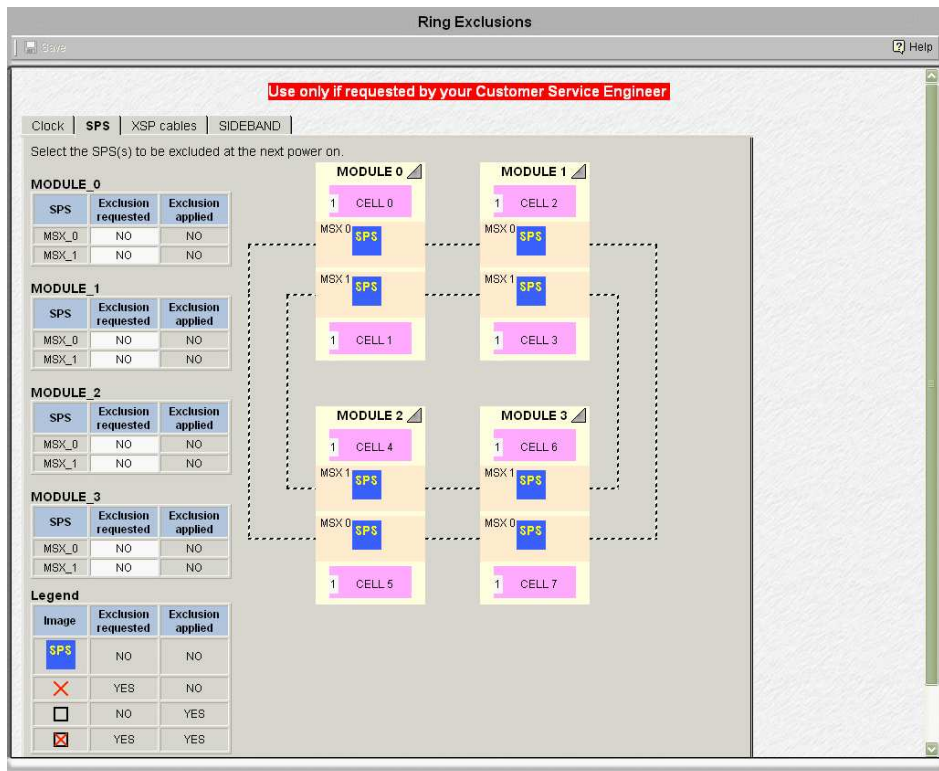 Ring Exclusions
Save
Help
Use only if requested by your Customer Service Engineer
Clock SPS XSP cables SIDEBAND
Select the SPS(s) to be excluded at the next power on.
MODULE_0
SPS Exclusion requested Exclusion applied
MSX_0 NO NO
MSX_1 NO NO
MODULE_1
SPS Exclusion requested Exclusion applied
MSX_0 NO NO
MSX_1 NO NO
MODULE_2
SPS Exclusion requested Exclusion applied
MSX_0 NO NO
MSX_1 NO NO
MODULE_3
SPS Exclusion requested Exclusion applied
MSX_0 NO NO
MSX_1 NO NO
Legend
Image Exclusion requested Exclusion applied
SPS NO NO
YES NO
NO YES
YES YES
MODULE 0
1 CELL 0
MSX 0 SPS
MSX 1 SPS
1 CELL 1
MODULE 1
1 CELL 2
MSX 0 SPS
MSX 1 SPS
1 CELL 3
MODULE 2
1 CELL 4
MSX 1 SPS
MSX 0 SPS
1 CELL 5
MODULE 3
1 CELL 6
MSX 1 SPS
MSX 0 SPS
1 CELL 7